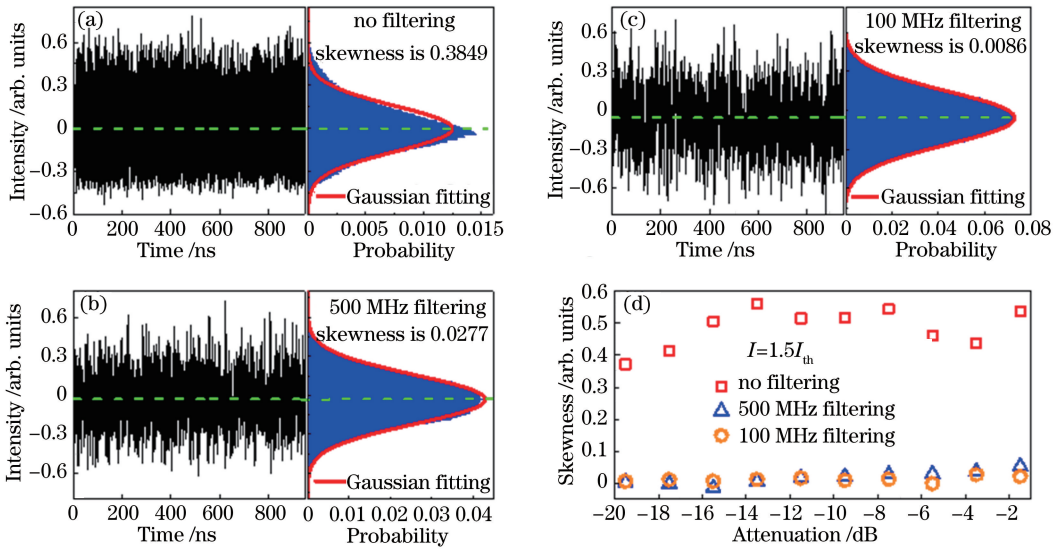 (a)
no filtering
skewness is 0.3849
Intensity /arb. units
0.6
0.3
0
−0.3
−0.6
Gaussian fitting
0 200 400 600 800
0 0.005 0.010 0.015
Time /ns
Probability
(c)
100 MHz filtering
skewness is 0.0086
Intensity /arb. units
0.6
0.3
0
−0.3
−0.6
Gaussian fitting
0 200 400 600 800
0 0.02 0.04 0.06 0.08
Time /ns
Probability
(b)
500 MHz filtering
skewness is 0.0277
Intensity /arb. units
0.6
0.3
0
−0.3
−0.6
Gaussian fitting
0 200 400 600 800
0 0.01 0.02 0.03 0.04
Time /ns
Probability
(d)
Skewness /arb. units
0.6
0.5
0.4
0.3
0.2
0.1
0
I=1.5Ith
no filtering
500 MHz filtering
100 MHz filtering
−20 −18 −16 −14 −12 −10 −8 −6 −4 −2
Attenuation /dB